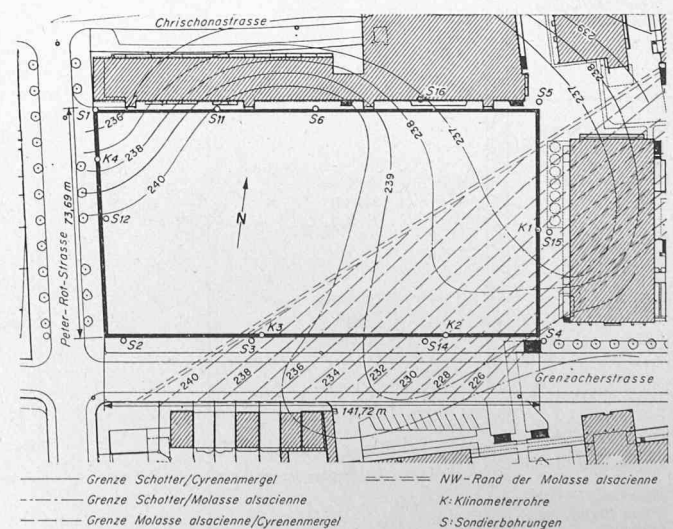 Chrischonastrasse
239
238
237
S16
S5
S1
236
S11
S6
238
237
K4
238
240
239
73,69 m
S12
N
K1
S15
Peter-Rot-Strasse
K3
K2
S2
S3
S14
S4
240
238
236
234
232
230
228
226
Grenzacherstrasse
141,72 m
Grenze Schotter/Cyrenenmergel
NW-Rand der Molasse alsacienne
Grenze Schotter/Molasse alsacienne
K: Klinometerrohre
Grenze Molasse alsacienne/Cyrenenmergel
S: Sondierbohrungen